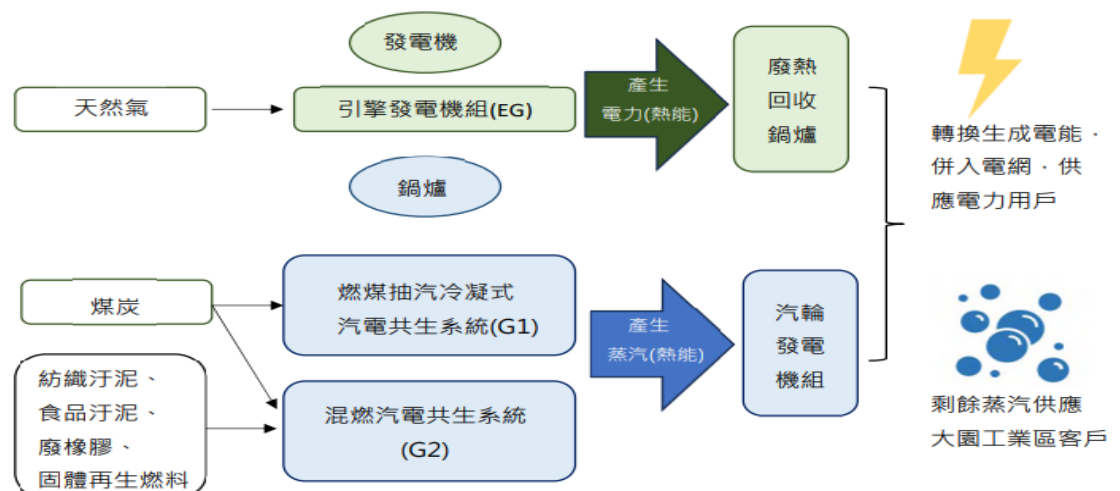 發電機
天然氣
引擎發電機組(EG)
產生
電力(熱能)
廢熱
回收
鍋爐
鍋爐
煤炭
燃煤抽汽冷凝式
汽電共生系統(G1)
紡織汙泥、
食品汙泥、
廢橡膠、
固體再生燃料
混燃汽電共生系統
(G2)
產生
蒸汽(熱能)
汽輪
發電
機組
轉換生成電能，
併入電網，供
應電力用戶
剩餘蒸汽供應
大園工業區客戶